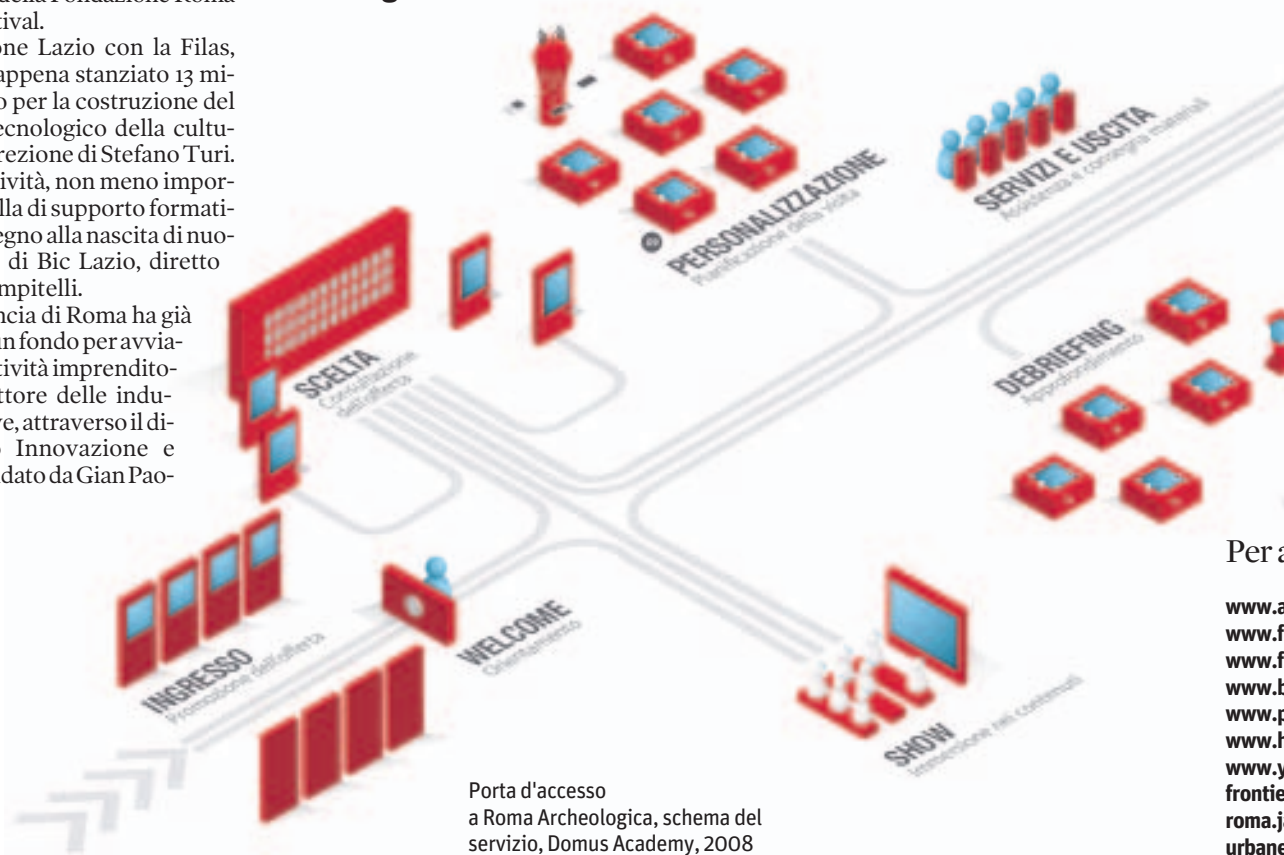 della Fondazione Roma
tival.
one Lazio con la Filas,
appena stanziato 13 mi-
o per la costruzione del
ecnologico della cultu-
rezione di Stefano Turi.
ività, non meno impor-
lla di supporto formati-
egno alla nascita di nuo-
di Bic Lazio, diretto
mpitelli.
ncia di Roma ha già
un fondo per avvia-
tività imprendito-
ttore delle indu-
ve, attraverso il di-
o Innovazione e
dato da Gian Pao-
PERSONALIZZAZIONE
Pianificazione della visita
SERVIZI E USCITA
Assistenza e consegna materiali
SCELTA
Consultazione
dell'offerta
DEBRIEFING
Approfondimento
INGRESSO
Promozione dell'offerta
WELCOME
Orientamento
SHOW
Immersione nei contenuti
Porta d'accesso
a Roma Archeologica, schema del
servizio, Domus Academy, 2008
Per a
www.a
www.f
www.f
www.b
www.p
www.h
www.y
frontie
roma.ja
urbane